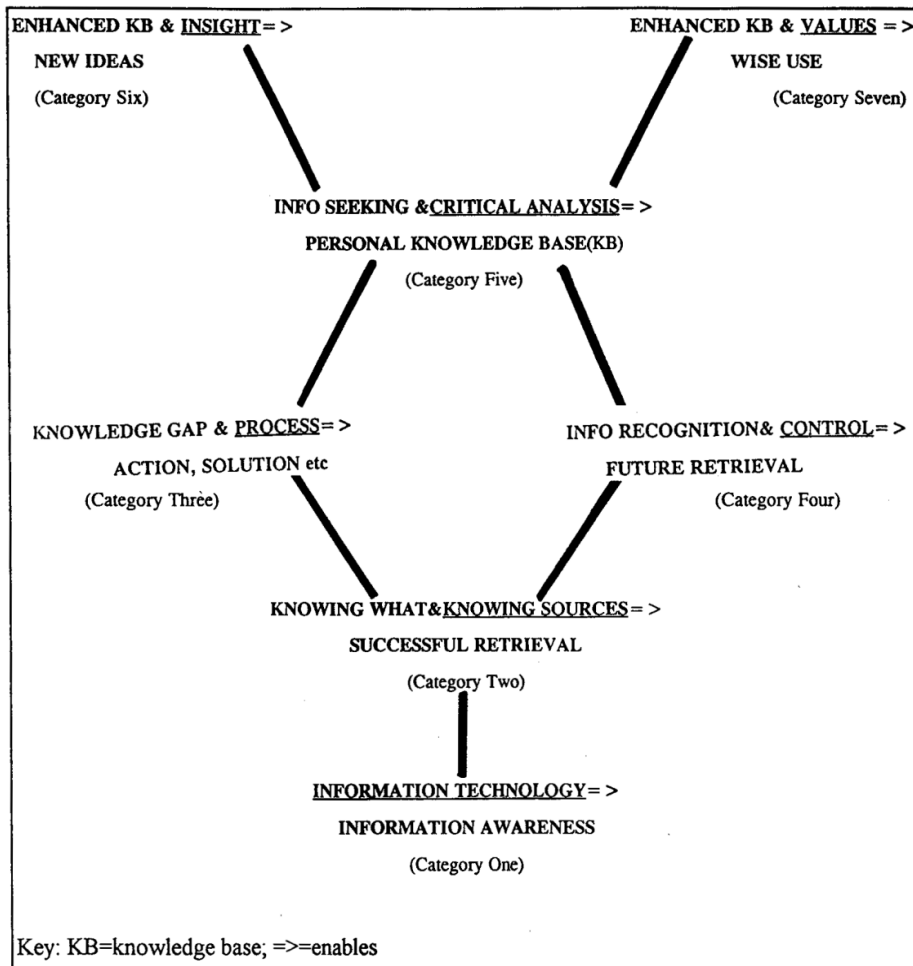 ENHANCED KB & INSIGHT= >
NEW IDEAS
(Category Six)
ENHANCED KB & VALUES = >
WISE USE
(Category Seven)
INFO SEEKING &CRITICAL ANALYSIS= >
PERSONAL KNOWLEDGE BASE(KB)
(Category Five)
KNOWLEDGE GAP & PROCESS= >
ACTION, SOLUTION etc
(Category Three)
INFO RECOGNITION& CONTROL= >
FUTURE RETRIEVAL
(Category Four)
KNOWING WHAT&KNOWING SOURCES= >
SUCCESSFUL RETRIEVAL
(Category Two)
INFORMATION TECHNOLOGY= >
INFORMATION AWARENESS
(Category One)
Key: KB=knowledge base; =>=enables